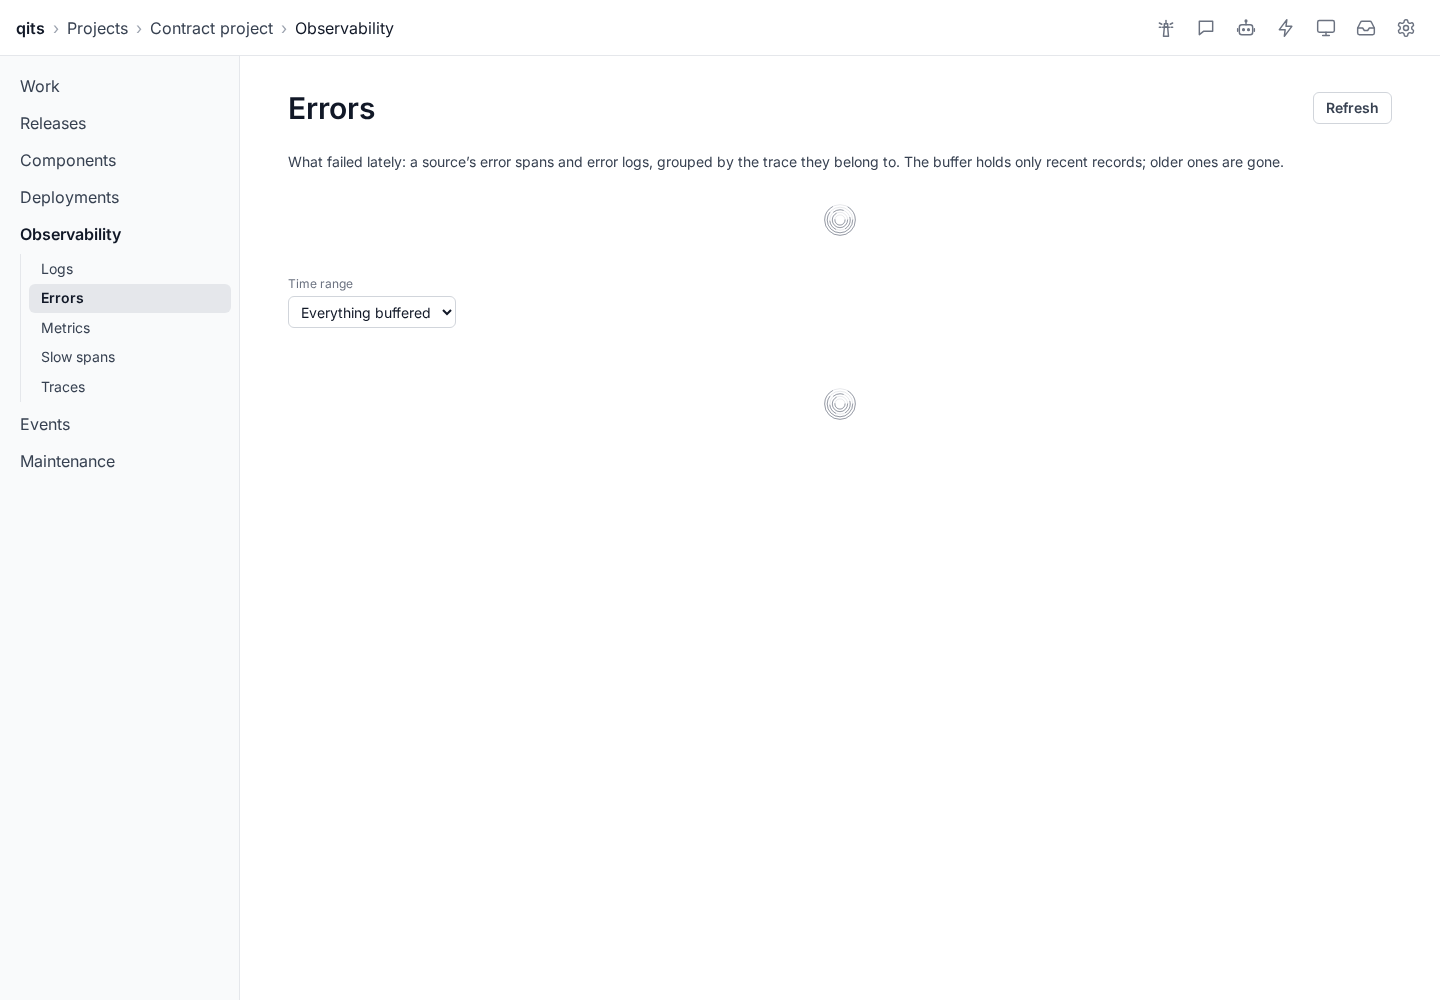 qits › Projects › Contract project › Observability
Work
Releases
Components
Deployments
Observability
Logs
Errors
Metrics
Slow spans
Traces
Events
Maintenance
Errors
Refresh
What failed lately: a source’s error spans and error logs, grouped by the trace they belong to. The buffer holds only recent records; older ones are gone.
Time range
Everything buffered